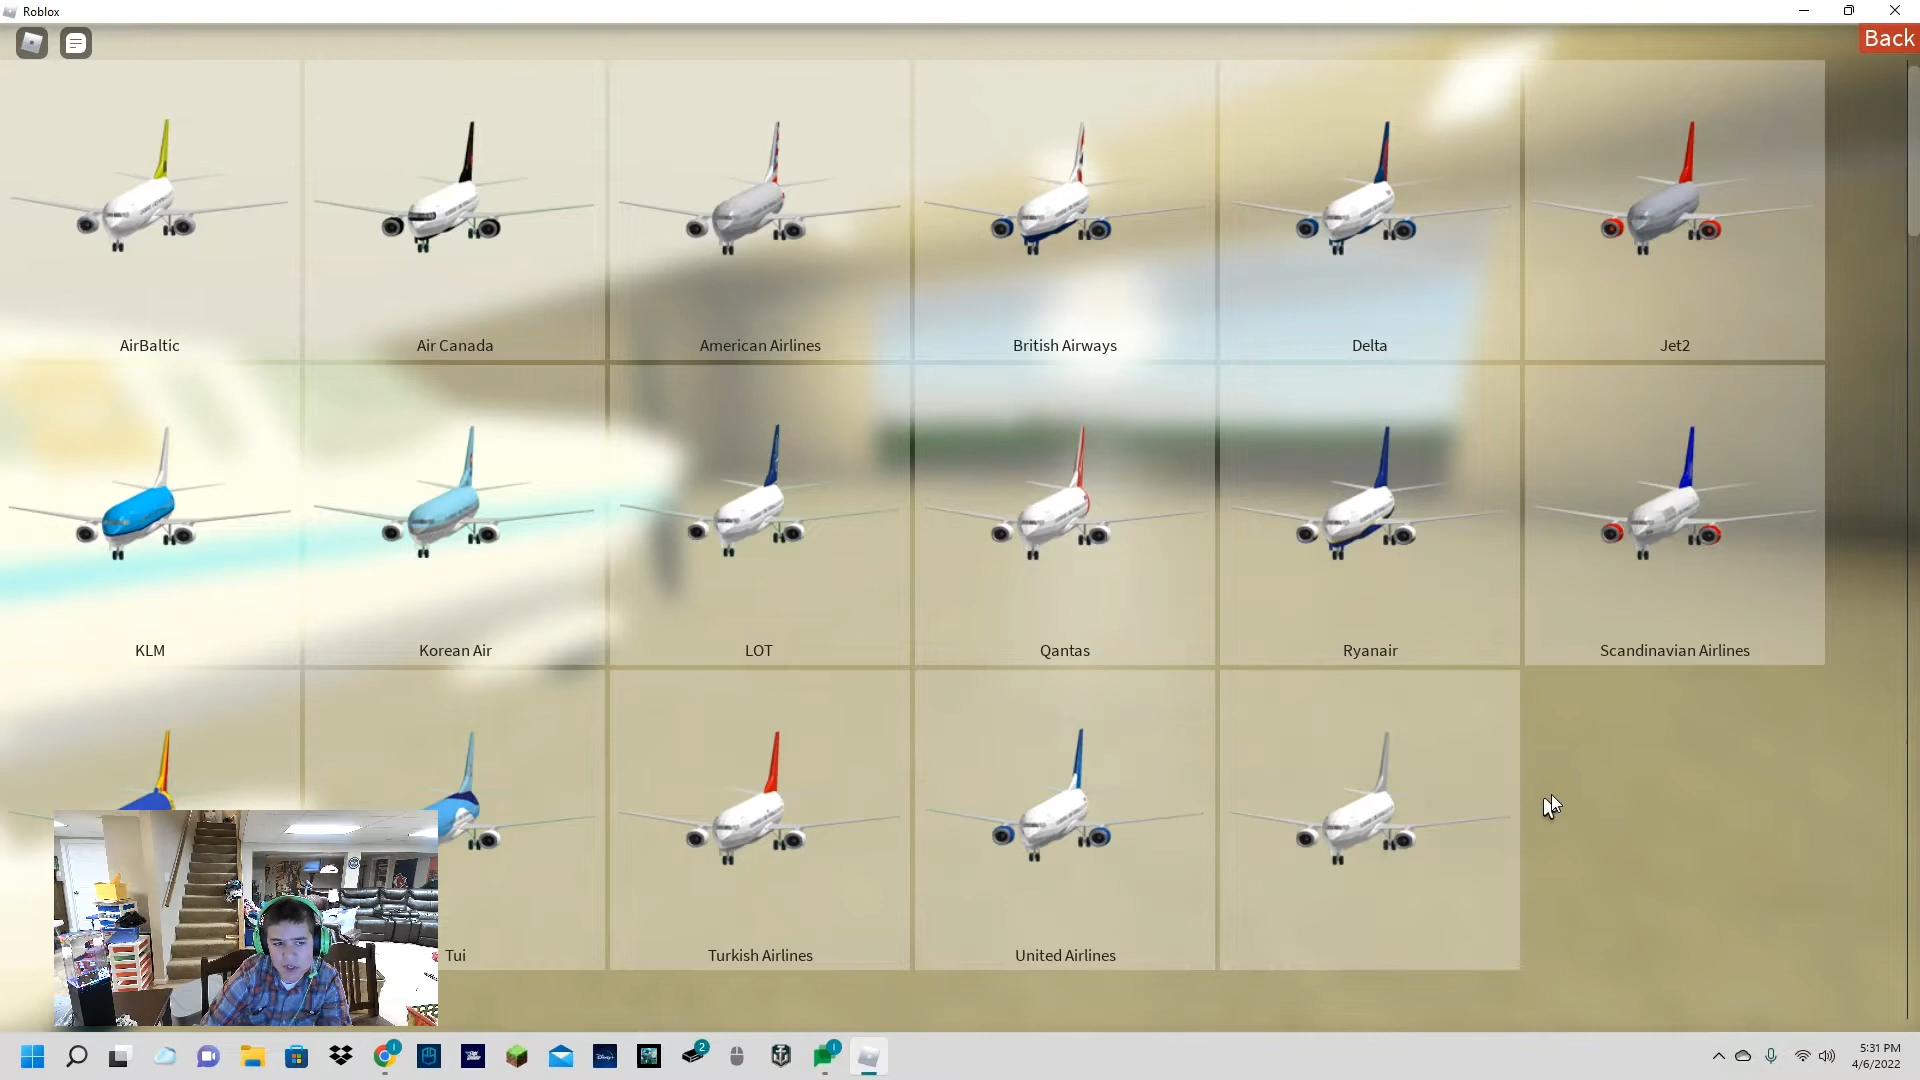 Roblox
Back
AirBaltic
Air Canada
American Airlines
British Airways
Delta
Jet2
KLM
Korean Air
LOT
Qantas
Ryanair
Scandinavian Airlines
Tui
Turkish Airlines
United Airlines
2
5:31 PM
4/6/2022